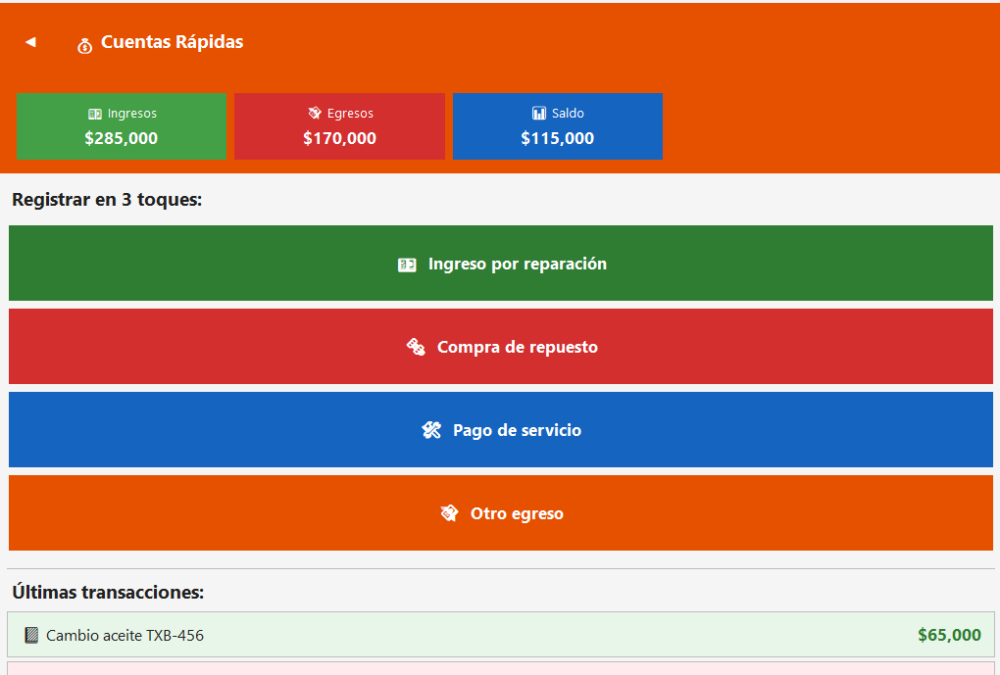 Cuentas Rápidas
Ingresos
$285,000
Egresos
$170,000
Saldo
$115,000
Registrar en 3 toques:
Ingreso por reparación
Compra de repuesto
Pago de servicio
Otro egreso
Últimas transacciones:
Cambio aceite TXB-456 $65,000